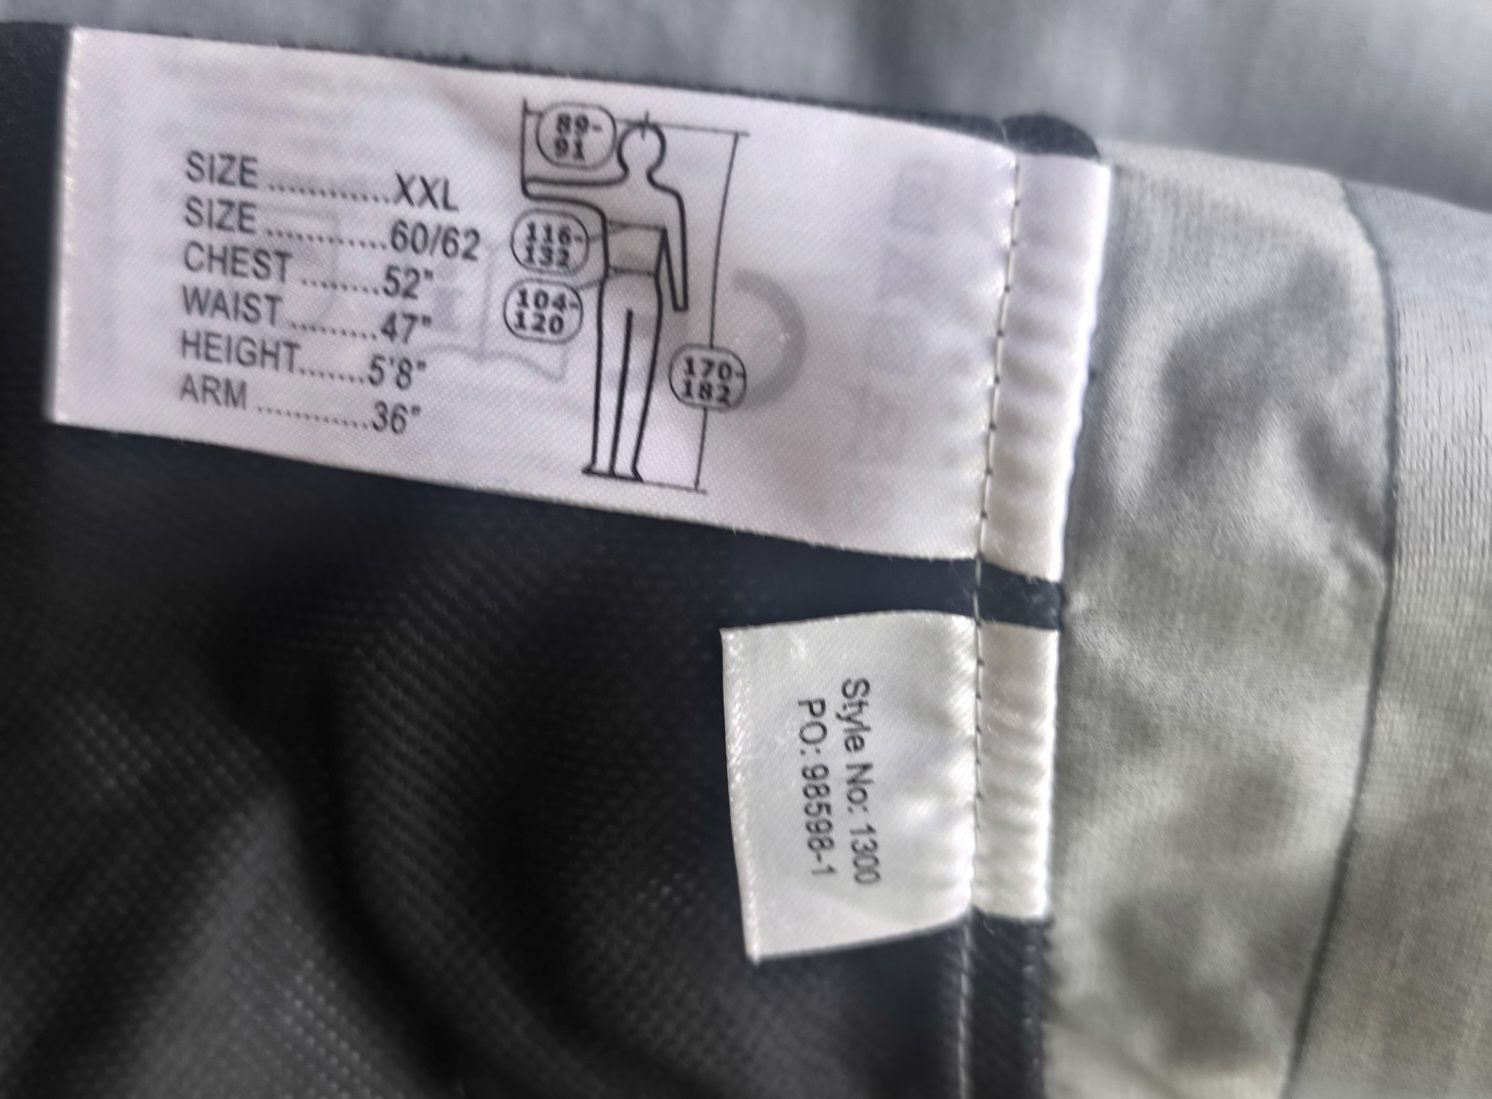 SIZE ............XXL
SIZE ............60/62
CHEST ........52"
WAIST .........47"
HEIGHT.......5'8"
ARM ............36"
89-
91
116-
132
104-
120
170-
182
Style No: 1300
PO: 98598-1